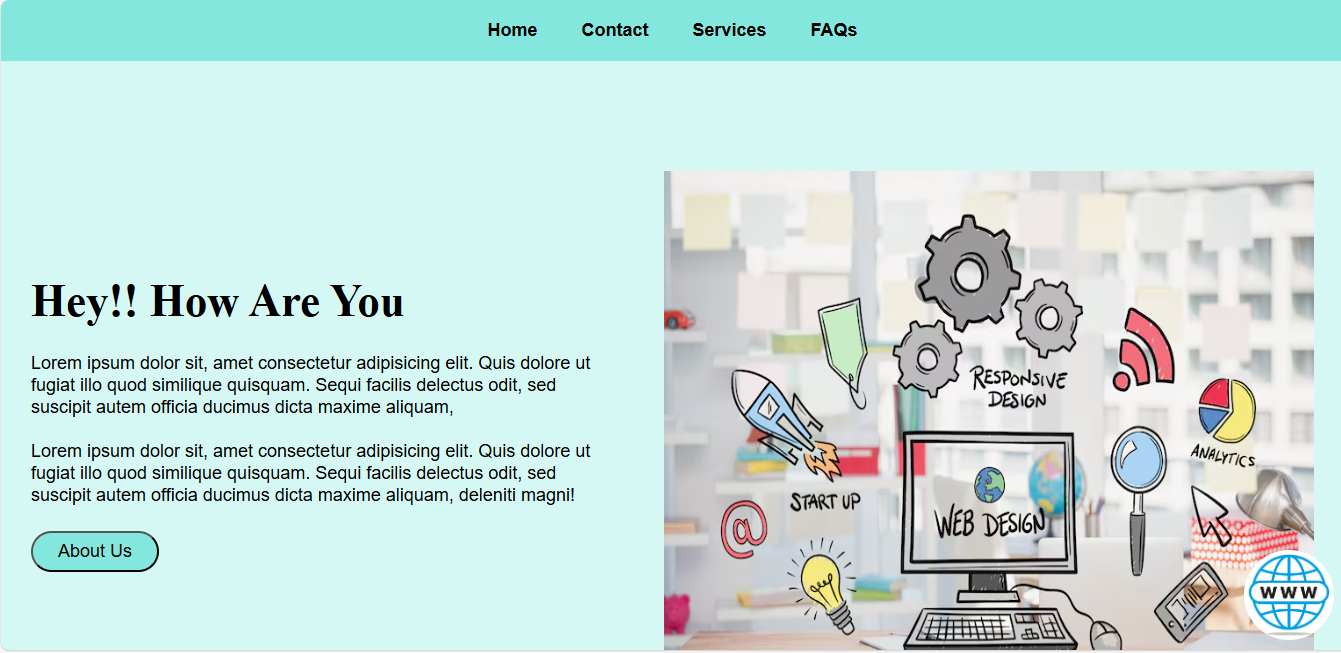 Home Contact Services FAQs
Hey!! How Are You
Lorem ipsum dolor sit, amet consectetur adipisicing elit. Quis dolore ut
fugiat illo quod similique quisquam. Sequi facilis delectus odit, sed
suscipit autem officia ducimus dicta maxime aliquam,
Lorem ipsum dolor sit, amet consectetur adipisicing elit. Quis dolore ut
fugiat illo quod similique quisquam. Sequi facilis delectus odit, sed
suscipit autem officia ducimus dicta maxime aliquam, deleniti magni!
About Us
RESPONSIVE
DESIGN
ANALYTICS
START UP
@
WEB DESIGN
WWW